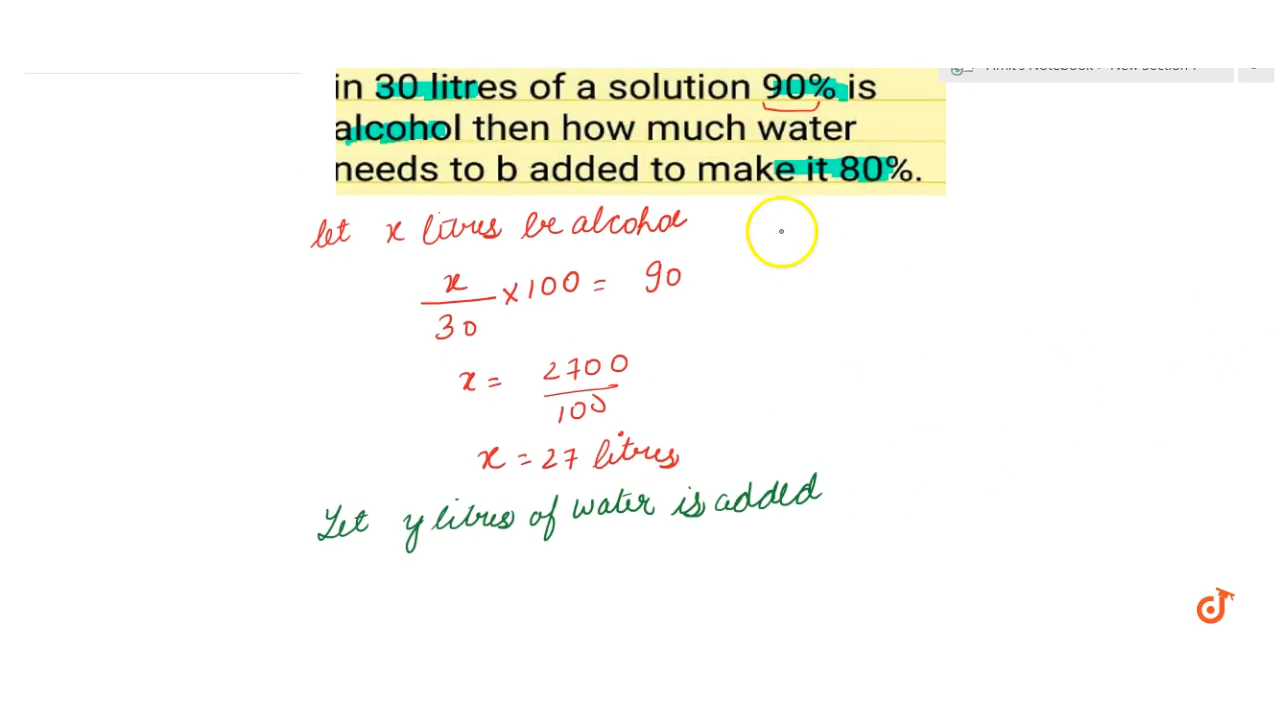 in 30 litres of a solution 90% is
alcohol then how much water
needs to b added to make it 80%.
let x litres be alcohol
x/30 × 100 = 90
x = 2700/100
x = 27 litres
Let y litres of water is added